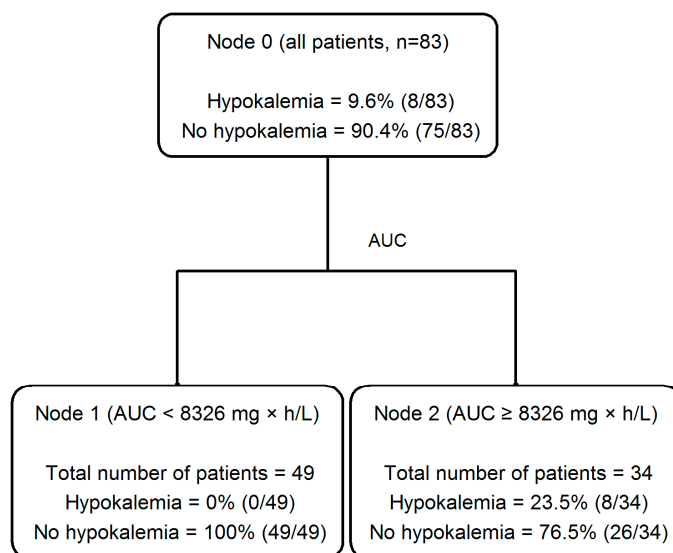 Node 0 (all patients, n=83)
Hypokalemia = 9.6% (8/83)
No hypokalemia = 90.4% (75/83)
AUC
Node 1 (AUC < 8326 mg × h/L)
Total number of patients = 49
Hypokalemia = 0% (0/49)
No hypokalemia = 100% (49/49)
Node 2 (AUC ≥ 8326 mg × h/L)
Total number of patients = 34
Hypokalemia = 23.5% (8/34)
No hypokalemia = 76.5% (26/34)